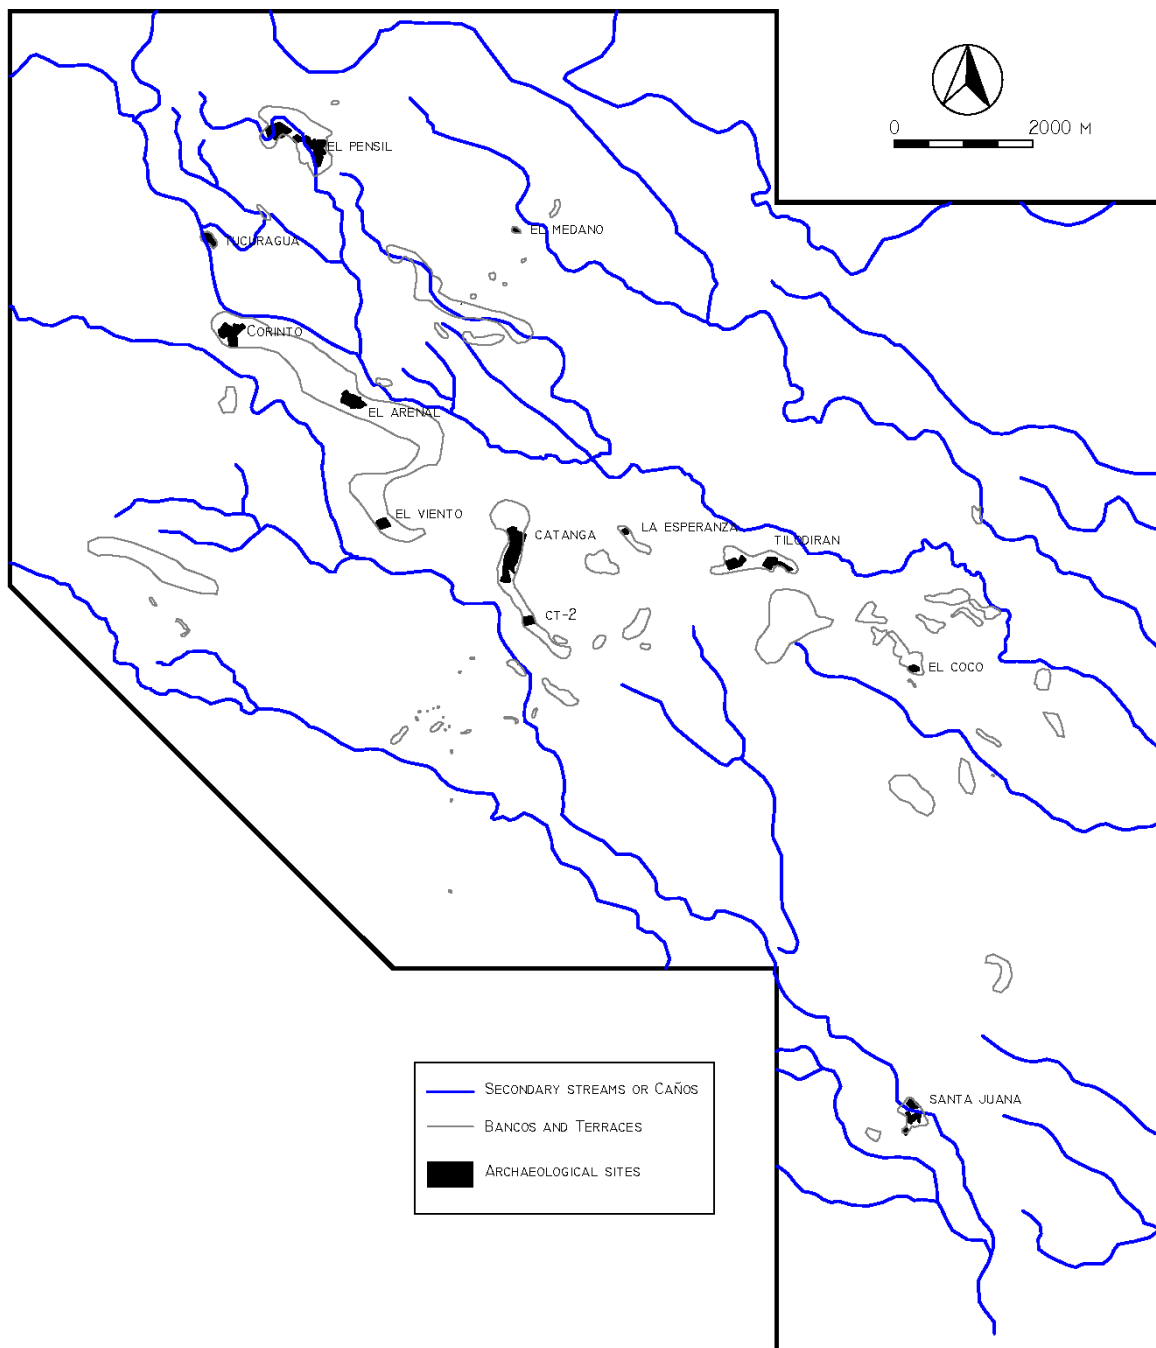 0 2000 M
EL PENSIL
EL MEDANO
TUCURAGUA
CORINTO
EL ARENAL
EL VIENTO
CATANGA
LA ESPERANZA
TILODIRAN
CT-2
EL COCO
SECONDARY STREAMS OR CAÑOS
SANTA JUANA
BANCOS AND TERRACES
ARCHAEOLOGICAL SITES